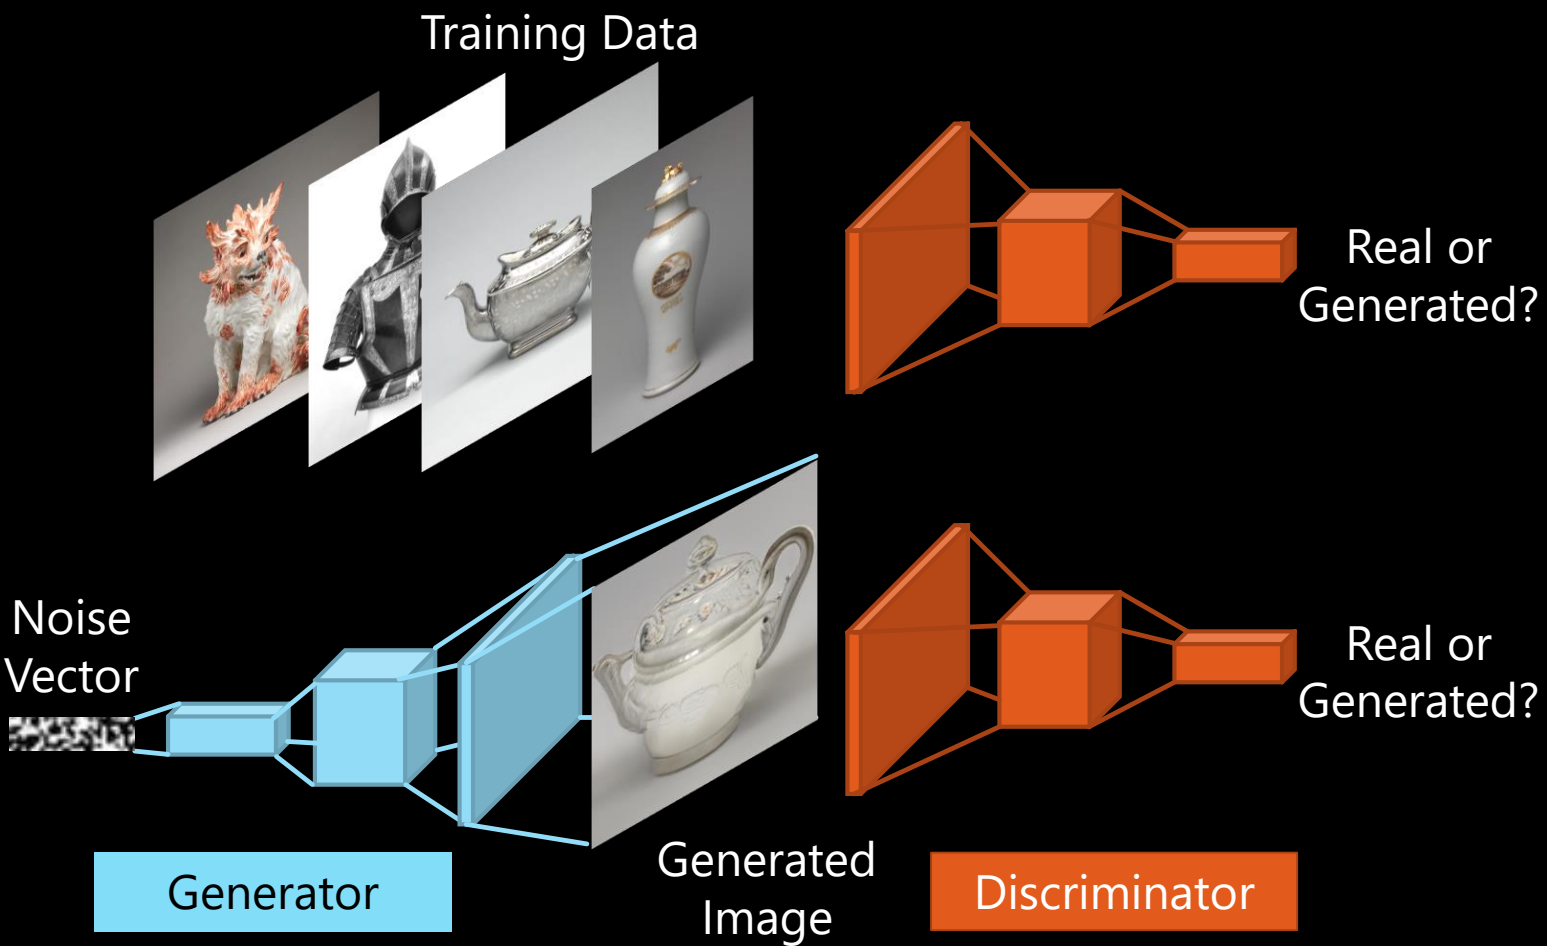 Training Data
Real or
Generated?
Noise
Vector
Real or
Generated?
Generator
Generated
Image
Discriminator